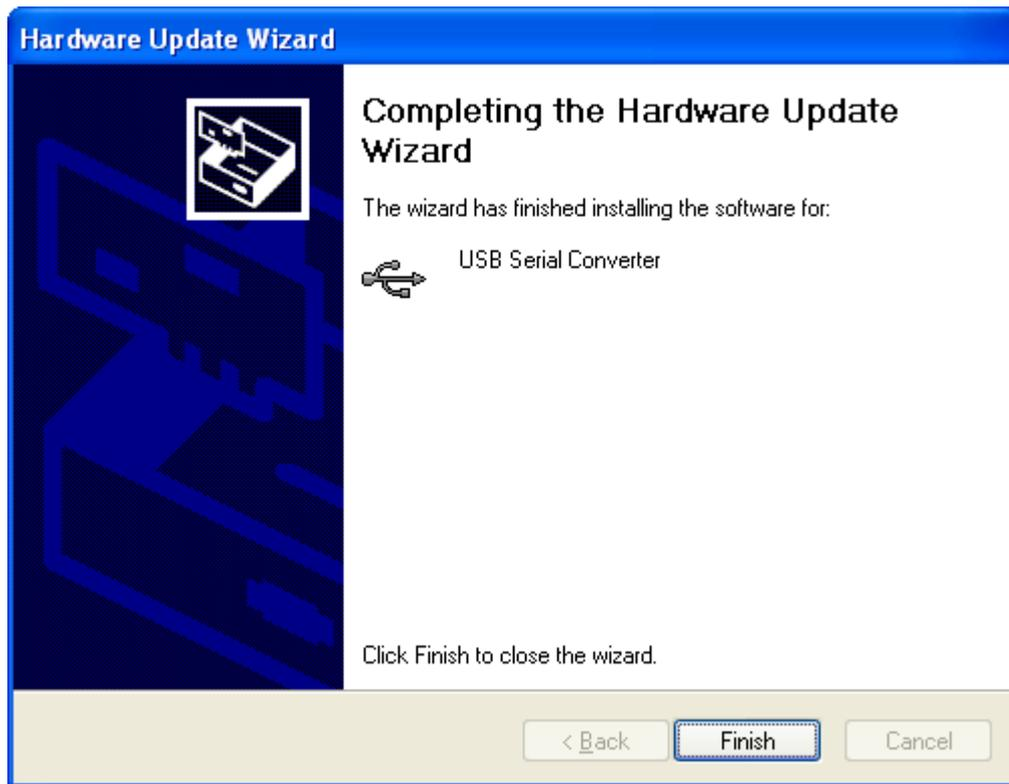 Hardware Update Wizard
Completing the Hardware Update
Wizard
The wizard has finished installing the software for:
USB Serial Converter
Click Finish to close the wizard.
< Back
Finish
Cancel